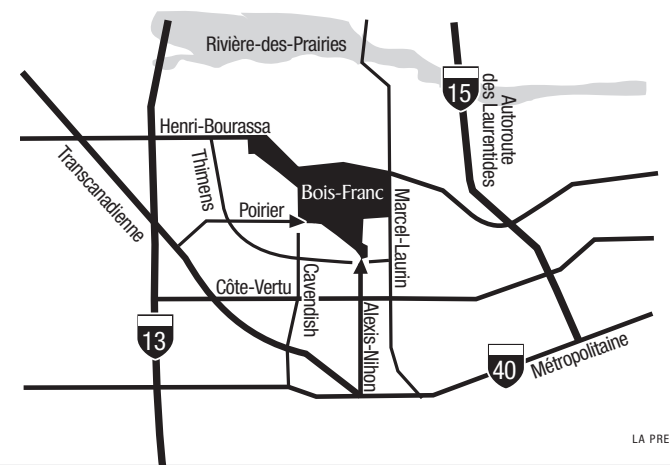 Rivière-des-Prairies
15
Autoroute
des Laurentides
Henri-Bourassa
Transcanadienne
Thimens
Bois-Franc
Marcel-Laurin
Poirier
Côte-Vertu
Cavendish
Alexis-Nihon
13
40
Métropolitaine
LA PRE